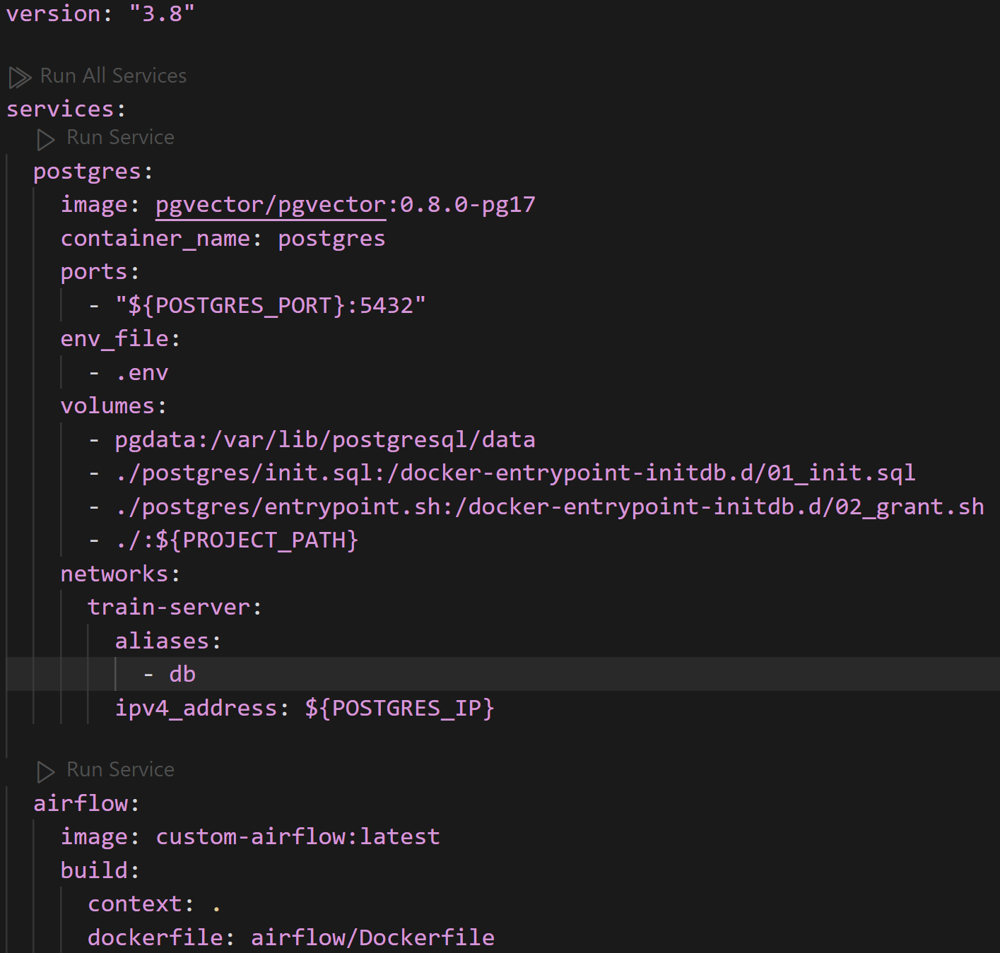 version: "3.8"
Run All Services
services:
Run Service
postgres:
image: pgvector/pgvector:0.8.0-pg17
container_name: postgres
ports:
- "${POSTGRES_PORT}:5432"
env_file:
- .env
volumes:
- pgdata:/var/lib/postgresql/data
- ./postgres/init.sql:/docker-entrypoint-initdb.d/01_init.sql
- ./postgres/entrypoint.sh:/docker-entrypoint-initdb.d/02_grant.sh
- ./:${PROJECT_PATH}
networks:
train-server:
aliases:
- db
ipv4_address: ${POSTGRES_IP}
Run Service
airflow:
image: custom-airflow:latest
build:
context: .
dockerfile: airflow/Dockerfile